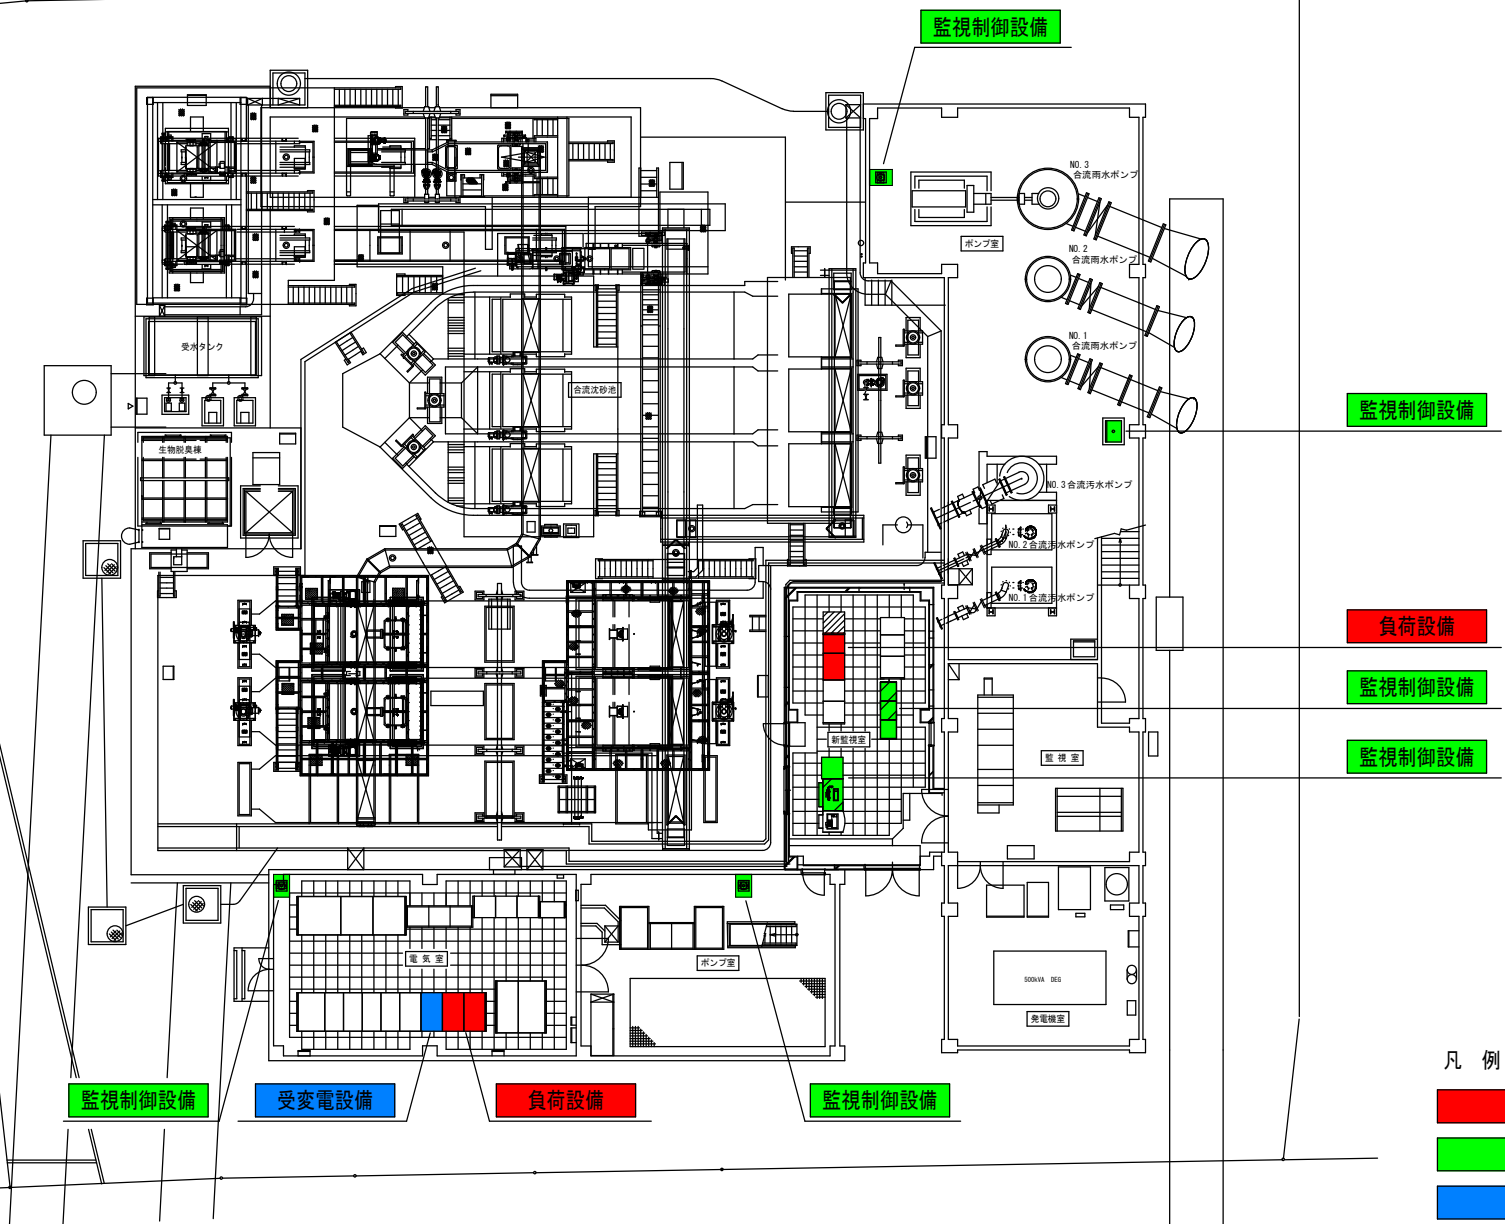 監視制御設備
NO.3
合流雨水ポンプ
ポンプ室
NO.2
合流雨水ポンプ
NO.1
合流雨水ポンプ
受水タンク
合流沈砂池
監視制御設備
生物脱臭棟
NO.3合流汚水ポンプ
NO.2合流汚水ポンプ
NO.1合流汚水ポンプ
負荷設備
監視制御設備
新監視室
監視室
監視制御設備
電気室
ポンプ室
500kVA DEG
発電機室
凡 例
監視制御設備
受変電設備
負荷設備
監視制御設備